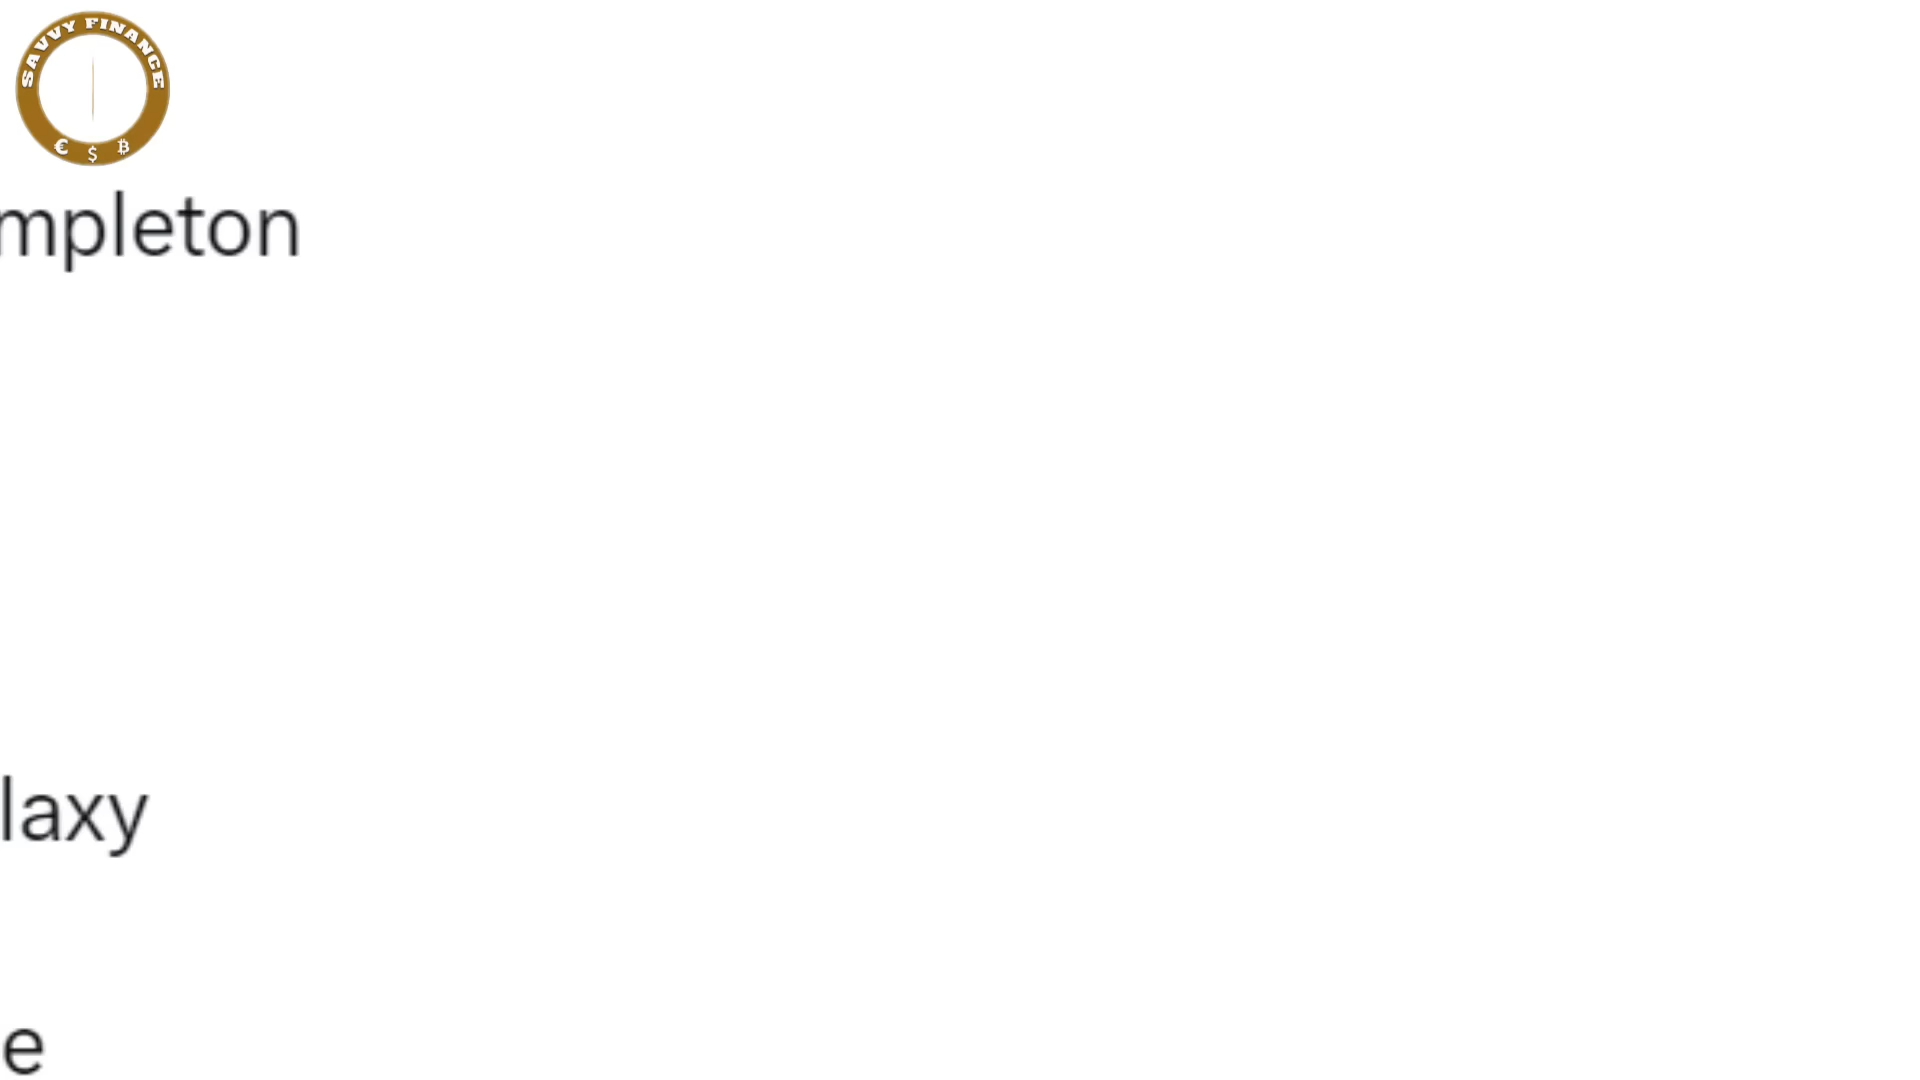 SAVVY FINANCE
€ $ ₿
mpleton
laxy
e